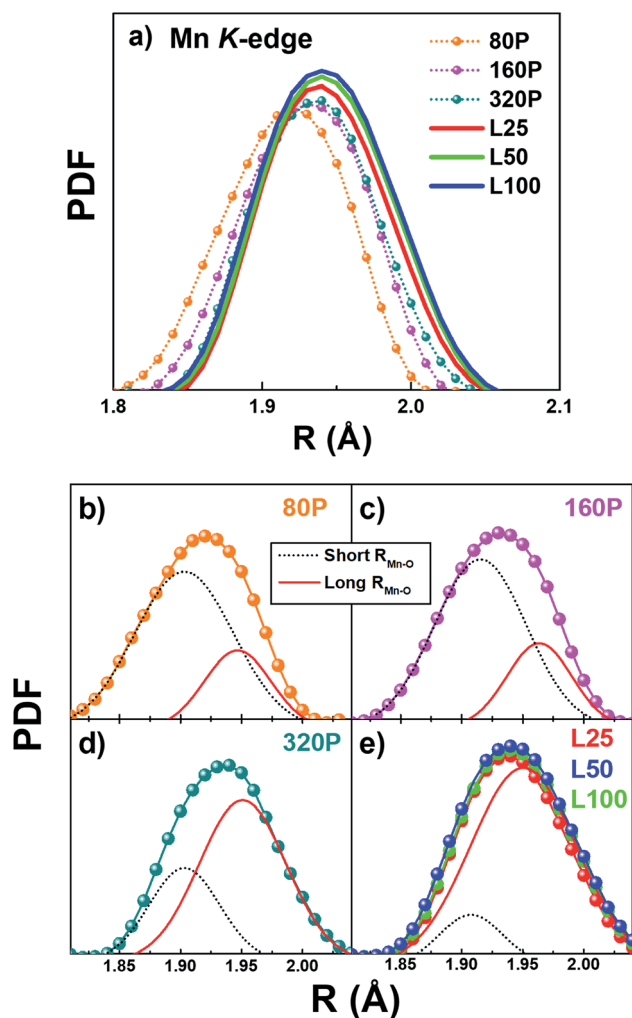 a) Mn K-edge
80P
160P
320P
L25
L50
L100
PDF
1.8 1.9 2.0 2.1
R (Å)
b) 80P
c) 160P
Short R_Mn-O
Long R_Mn-O
PDF
d) 320P
e) L25
L50
L100
1.85 1.90 1.95 2.00 1.85 1.90 1.95 2.00
R (Å)